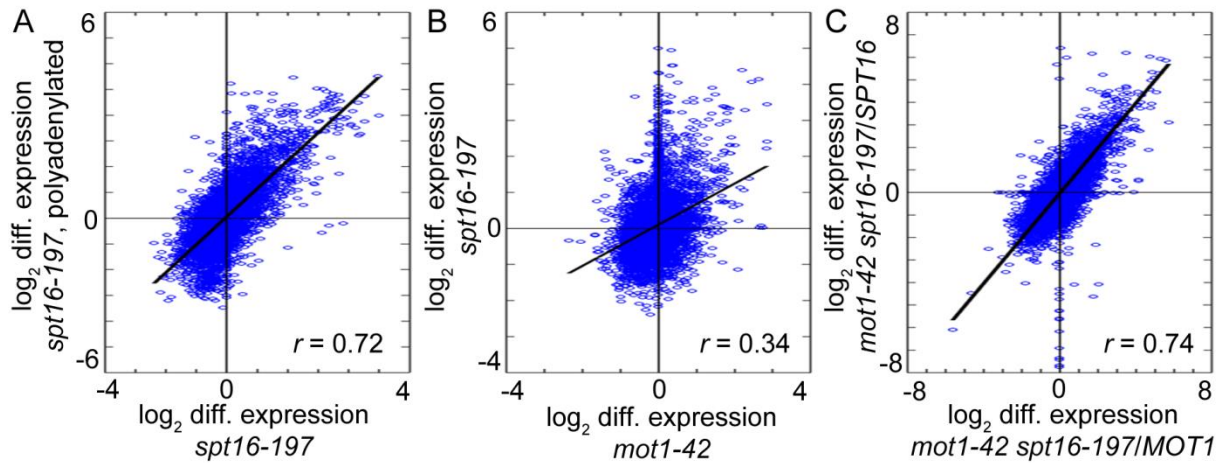 A
6
0
-6
-4
0
4
log2 diff. expression
spt16-197, polyadenylated
r = 0.72
log2 diff. expression
spt16-197
B
6
0
-4
-4
0
4
log2 diff. expression
spt16-197
r = 0.34
log2 diff. expression
mot1-42
C
8
0
-8
-8
0
8
log2 diff. expression
mot1-42 spt16-197/SPT16
r = 0.74
log2 diff. expression
mot1-42 spt16-197/MOT1